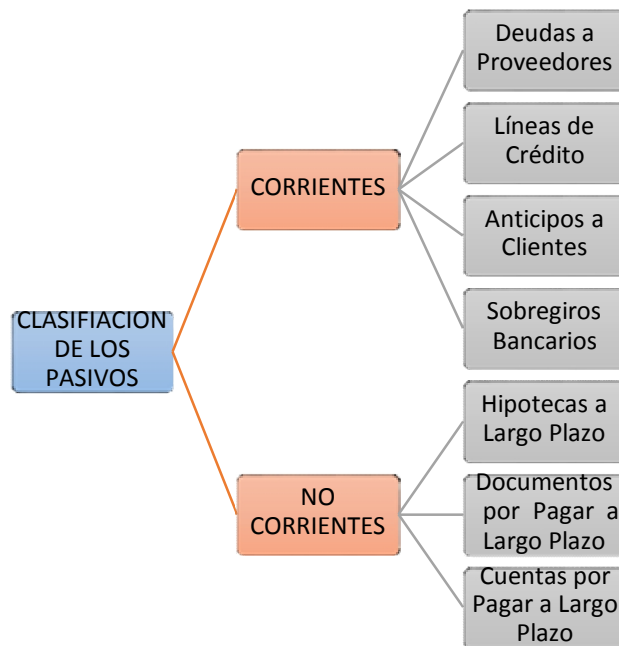 CLASIFIACION
DE LOS
PASIVOS
CORRIENTES
Deudas a
Proveedores
Líneas de
Crédito
Anticipos a
Clientes
Sobregiros
Bancarios
NO
CORRIENTES
Hipotecas a
Largo Plazo
Documentos
por Pagar a
Largo Plazo
Cuentas por
Pagar a Largo
Plazo